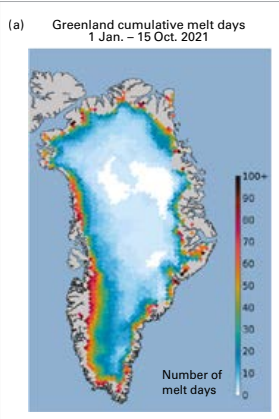 (a) Greenland cumulative melt days
1 Jan. – 15 Oct. 2021
100+
90
80
70
60
50
40
30
20
10
0
Number of
melt days